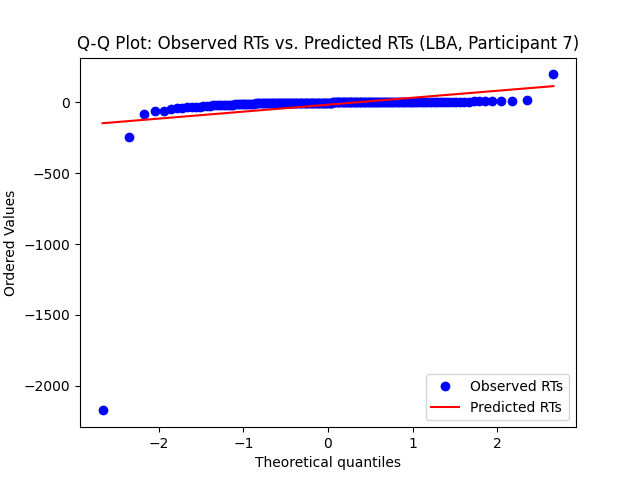 Q-Q Plot: Observed RTs vs. Predicted RTs (LBA, Participant 7)
Ordered Values
0
−500
−1000
−1500
−2000
−2
−1
0
1
2
Theoretical quantiles
Observed RTs
Predicted RTs